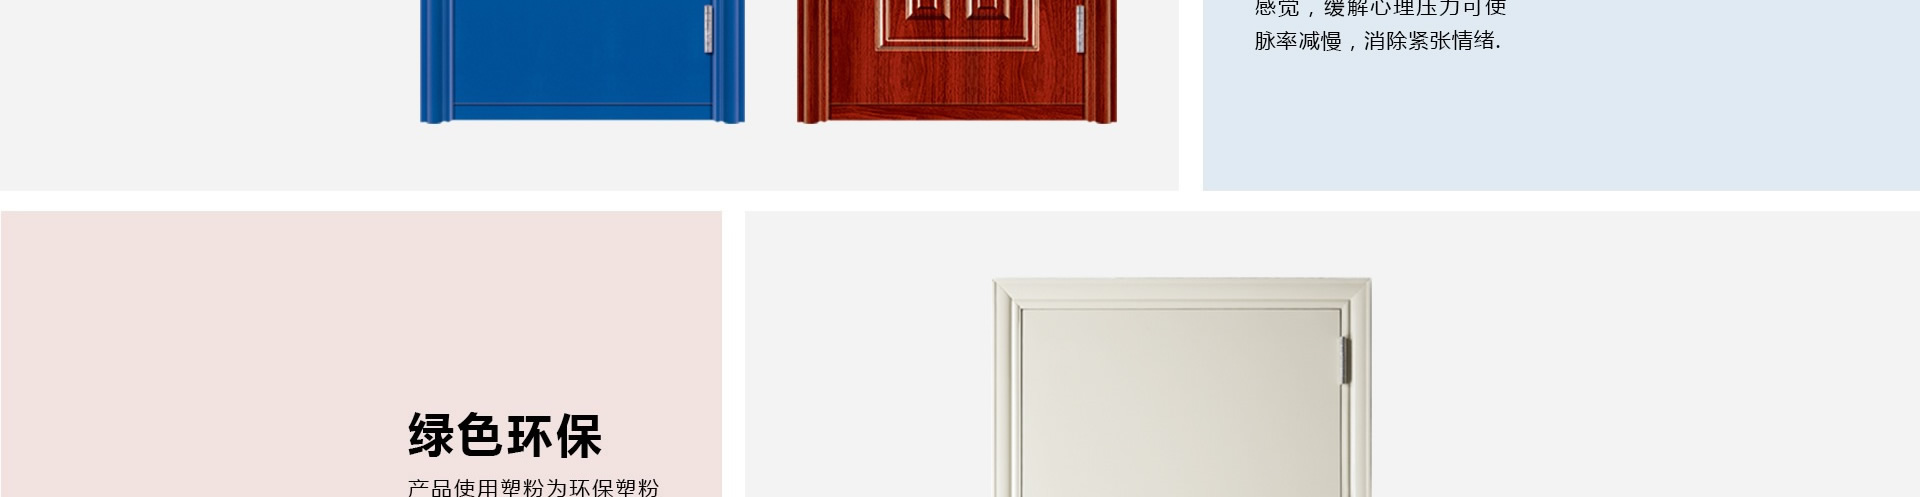 感觉，缓解心理压力可使
脉率减慢，消除紧张情绪.
绿色环保
产品使用塑粉为环保塑粉